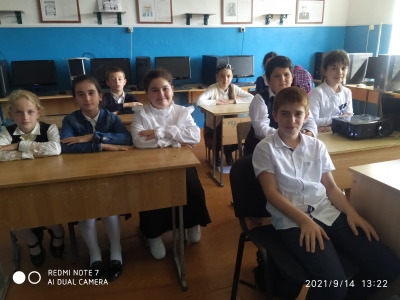 REDMI NOTE 7
AI DUAL CAMERA
2021/9/14 13:22